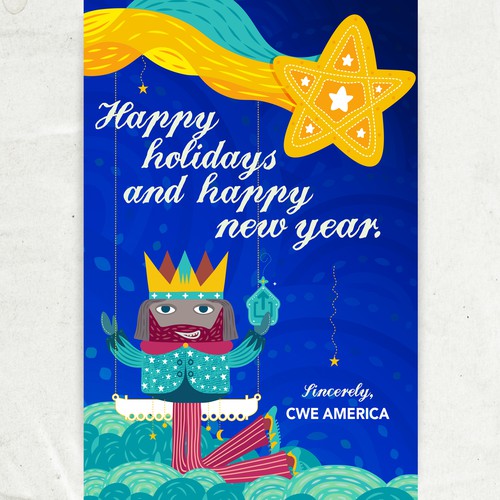 Happy
holidays
and happy
new year.
Sincerely,
CWE AMERICA